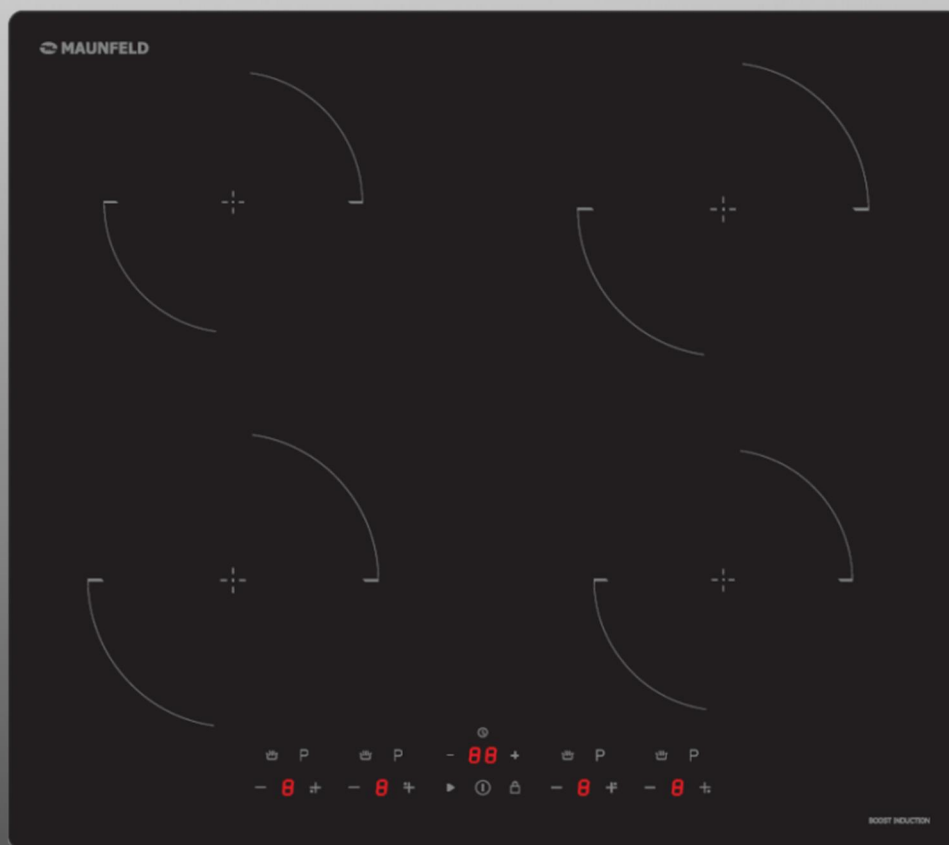 MAUNFELD
P P - 88 + P P
- 8 + - 8 + - 8 + - 8 +
BOOST INDUCTION